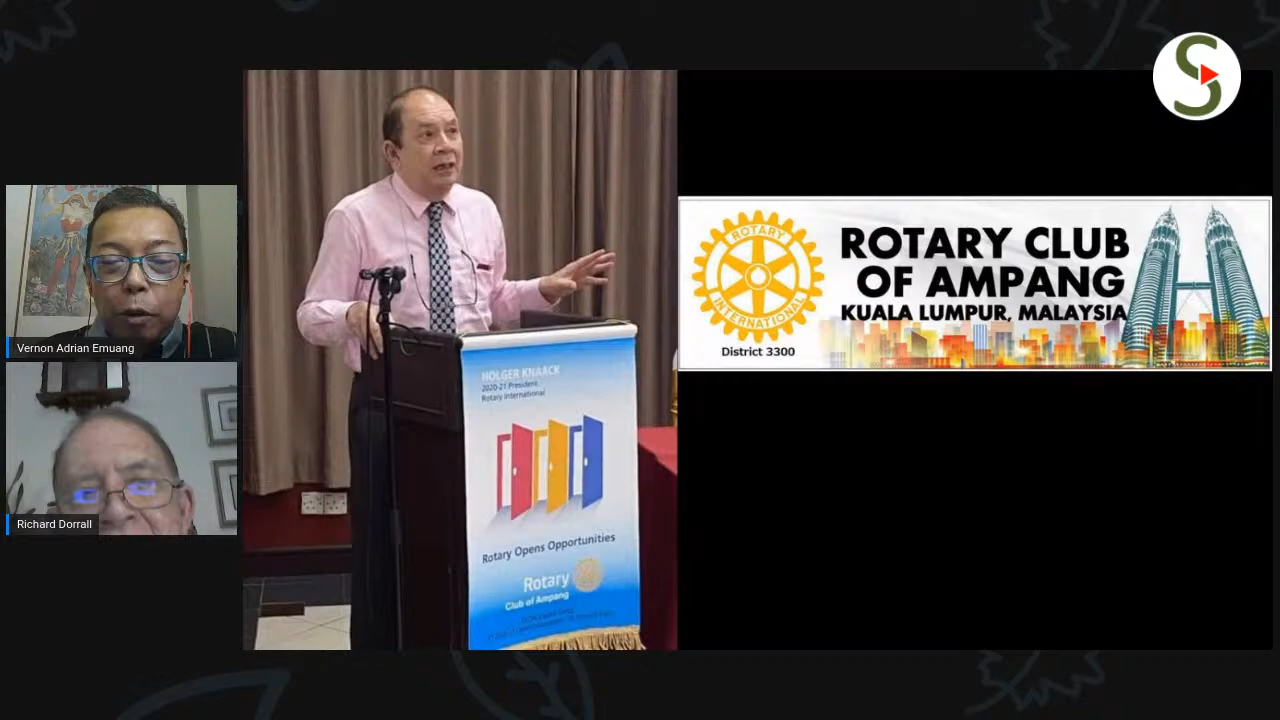 Vernon Adrian Emuang
Richard Dorrall
HOLGER KNAACK
2020-21 President
Rotary International
Rotary Opens Opportunities
Rotary
Club of Ampang
ROTARY
INTERNATIONAL
District 3300
ROTARY CLUB
OF AMPANG
KUALA LUMPUR, MALAYSIA
S